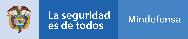 La seguridad
es de todos
Mindefensa